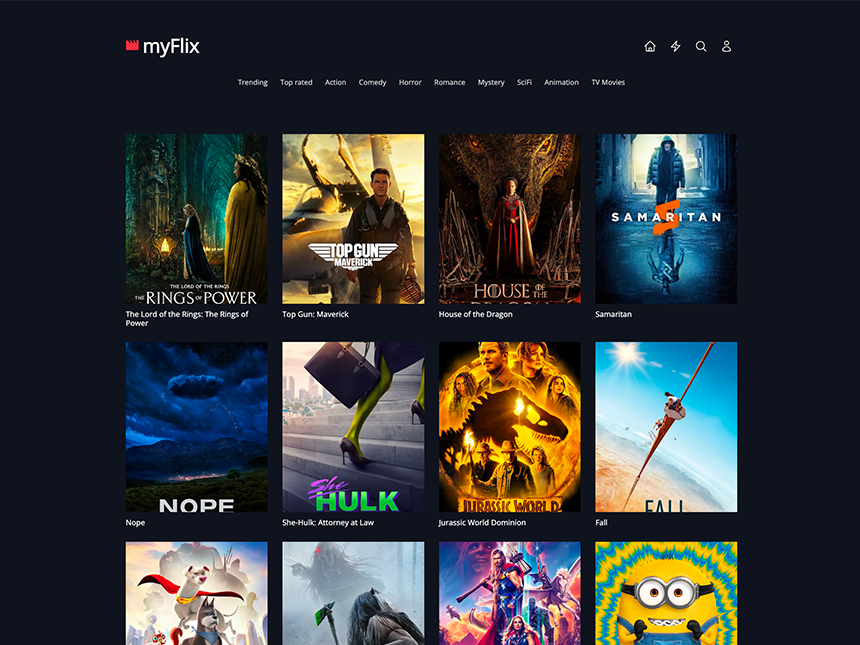 myFlix
Trending Top rated Action Comedy Horror Romance Mystery SciFi Animation TV Movies
THE LORD OF THE RINGS
THE RINGS OF POWER
TOP GUN
MAVERICK
HOUSE OF THE
SAMARITAN
The Lord of the Rings: The Rings of
Power
Top Gun: Maverick
House of the Dragon
Samaritan
NOPE
She
HULK
JURASSIC WORLD
FALL
Nope
She-Hulk: Attorney at Law
Jurassic World Dominion
Fall